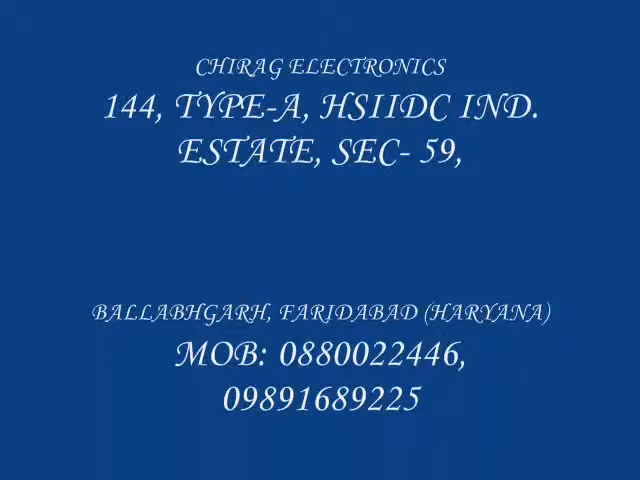 CHIRAG ELECTRONICS
144, TYPE-A, HSIIDC IND.
ESTATE, SEC- 59,
BALLABHGARH, FARIDABAD (HARYANA)
MOB: 0880022446,
09891689225